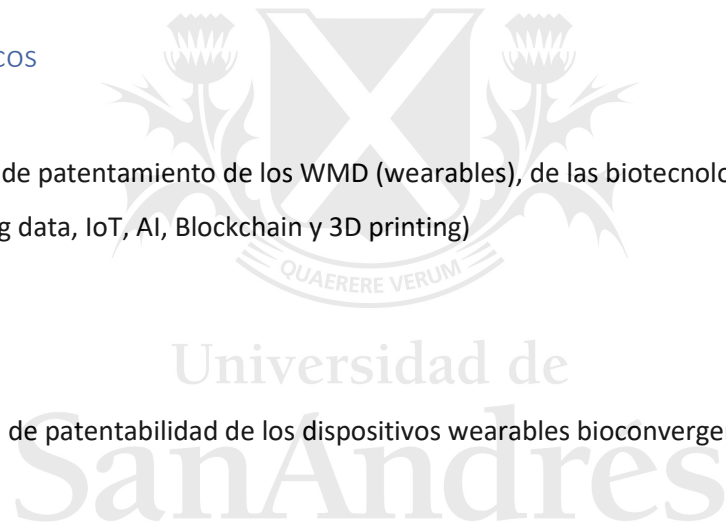 cos
de patentamiento de los WMD (wearables), de las biotecnolo
g data, IoT, AI, Blockchain y 3D printing)
QUAERERE VERUM
Universidad de
de patentabilidad de los dispositivos wearables bioconverge
SanAndrés